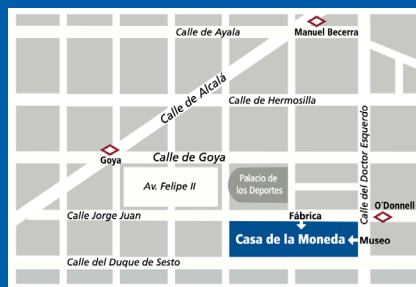 Calle de Ayala
Manuel Becerra
Calle de Alcalá
Calle de Hermosilla
Calle del Doctor Esquerdo
Goya
Calle de Goya
Av. Felipe II
Palacio de
los Deportes
O´Donnell
Calle Jorge Juan
Fábrica
Casa de la Moneda
Museo
Calle del Duque de Sesto